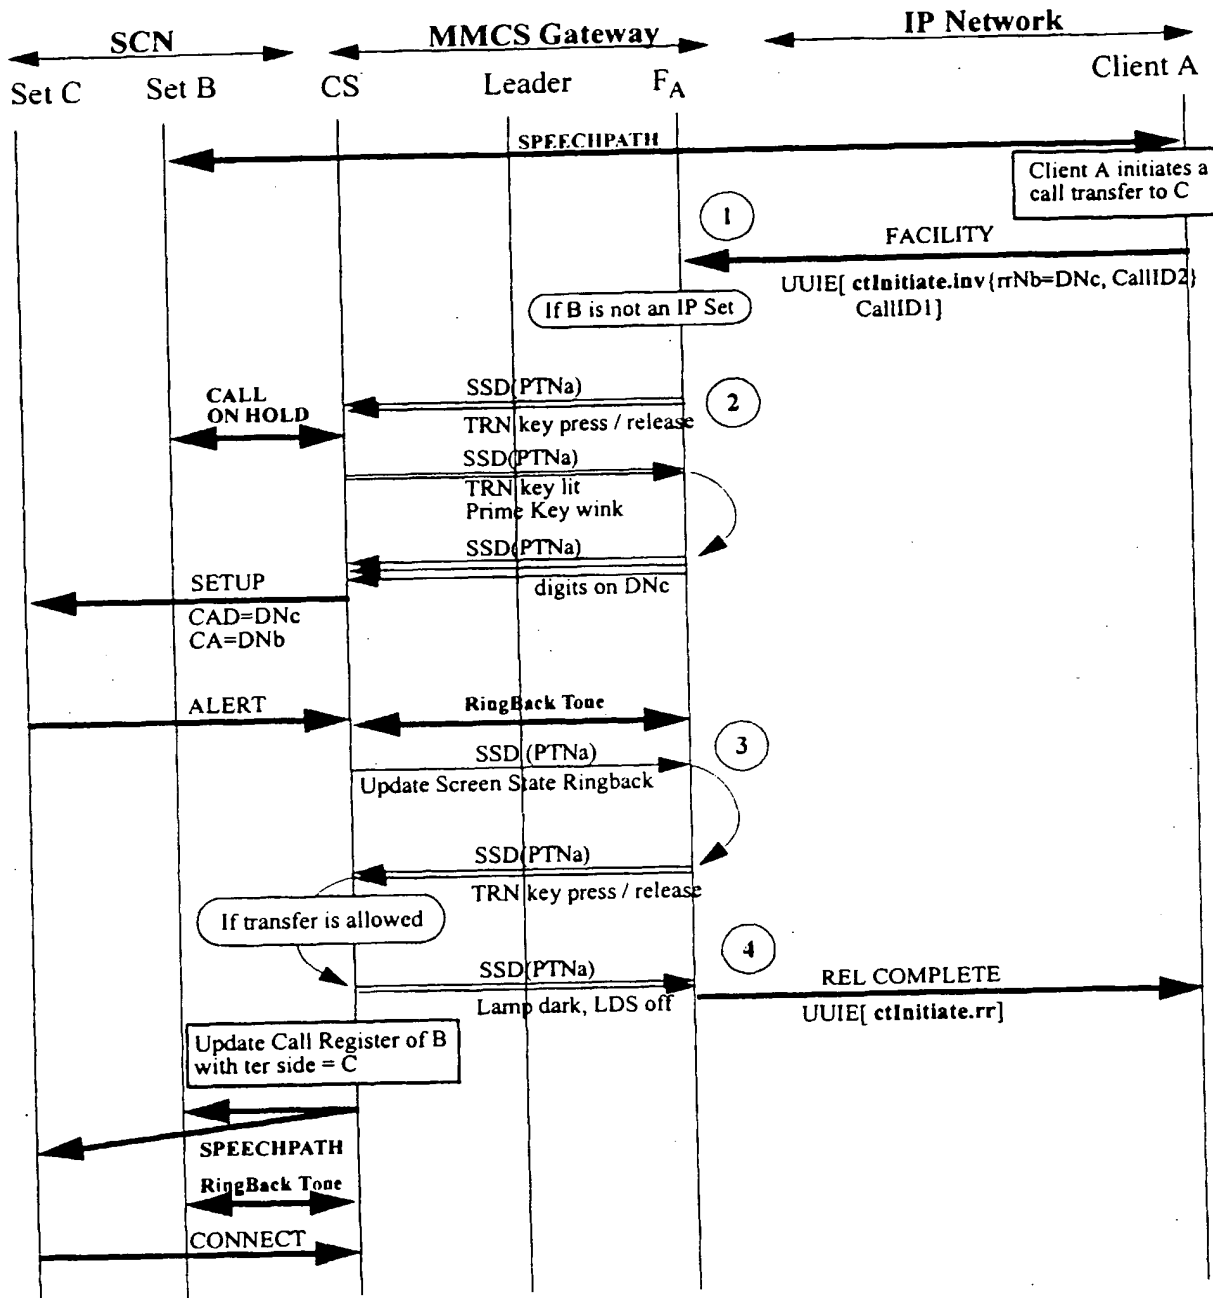 SCN
MMCS Gateway
IP Network
Set C
Set B
CS
Leader
FA
Client A
SPEECHPATH
Client A initiates a
call transfer to C
1
FACILITY
UUIE[ ctInitiate.inv{rrNb=DNc, CallID2}
CallID1]
If B is not an IP Set
SSD(PTNa)
2
CALL
ON HOLD
TRN key press / release
SSD(PTNa)
TRN key lit
Prime Key wink
SSD(PTNa)
digits on DNc
SETUP
CAD=DNc
CA=DNb
ALERT
RingBack Tone
SSD (PTNa)
3
Update Screen State Ringback
SSD(PTNa)
TRN key press / release
If transfer is allowed
4
SSD(PTNa)
Lamp dark, LDS off
REL COMPLETE
UUIE[ ctInitiate.rr]
Update Call Register of B
with ter side = C
SPEECHPATH
RingBack Tone
CONNECT